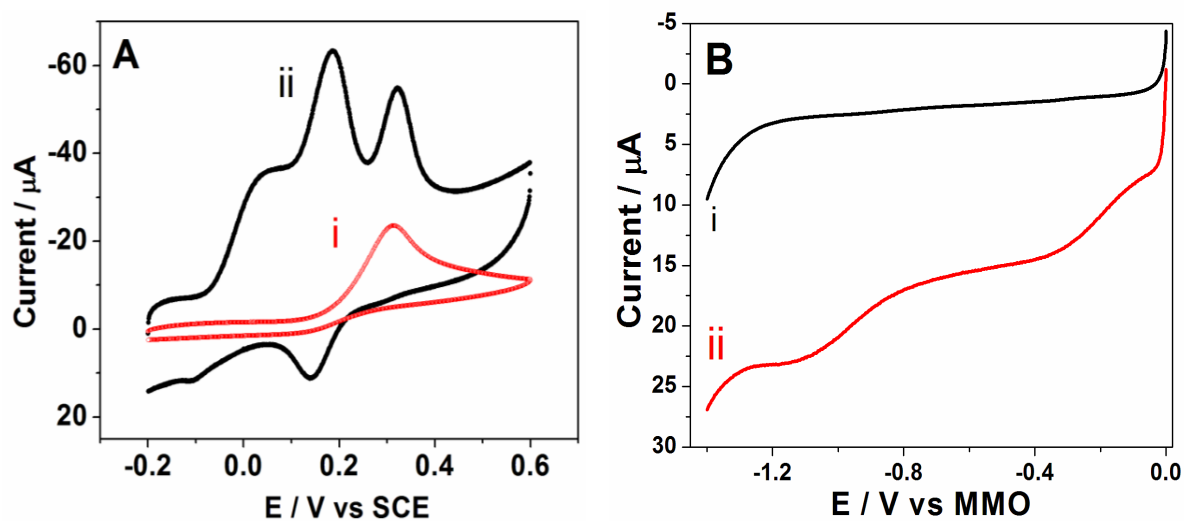 A
ii
i
Current / μA
-60
-40
-20
0
20
-0.2 0.0 0.2 0.4 0.6
E / V vs SCE
B
i
ii
Current / μA
-5
0
5
10
15
20
25
30
-1.2 -0.8 -0.4 0.0
E / V vs MMO